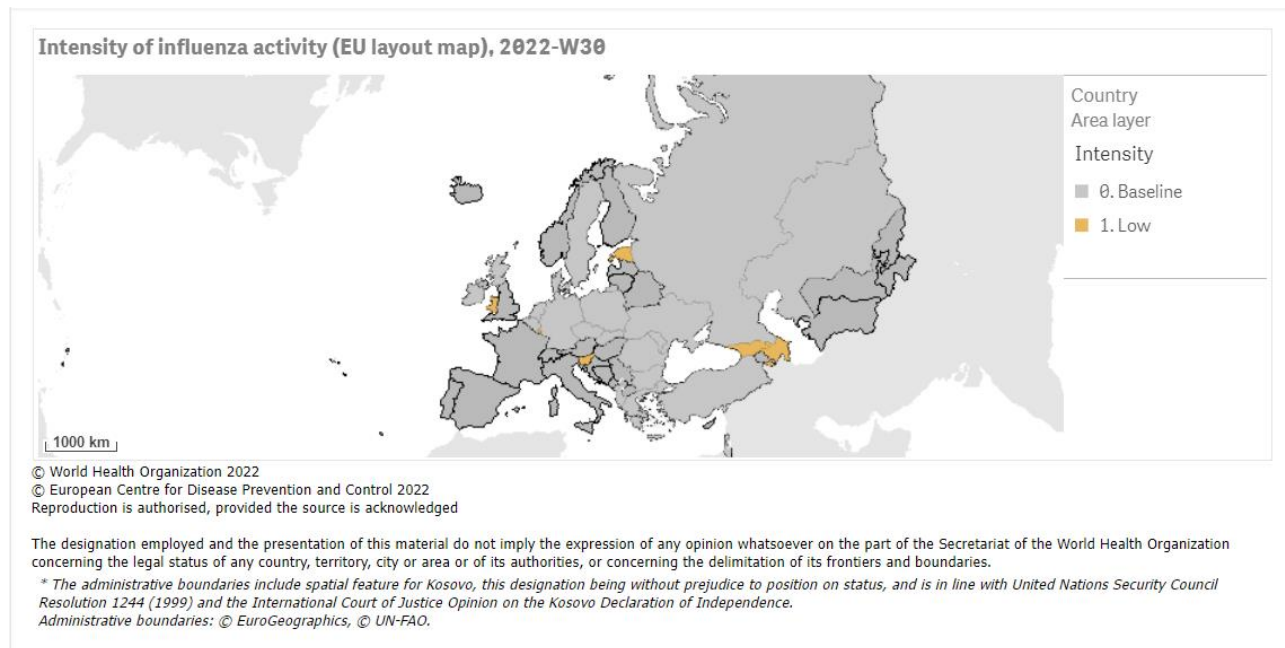 Intensity of influenza activity (EU layout map), 2022-W30
Country
Area layer
Intensity
0. Baseline
1. Low
1000 km
© World Health Organization 2022
© European Centre for Disease Prevention and Control 2022
Reproduction is authorised, provided the source is acknowledged
The designation employed and the presentation of this material do not imply the expression of any opinion whatsoever on the part of the Secretariat of the World Health Organization
concerning the legal status of any country, territory, city or area or of its authorities, or concerning the delimitation of its frontiers and boundaries.
* The administrative boundaries include spatial feature for Kosovo, this designation being without prejudice to position on status, and is in line with United Nations Security Council
Resolution 1244 (1999) and the International Court of Justice Opinion on the Kosovo Declaration of Independence.
Administrative boundaries: © EuroGeographics, © UN-FAO.